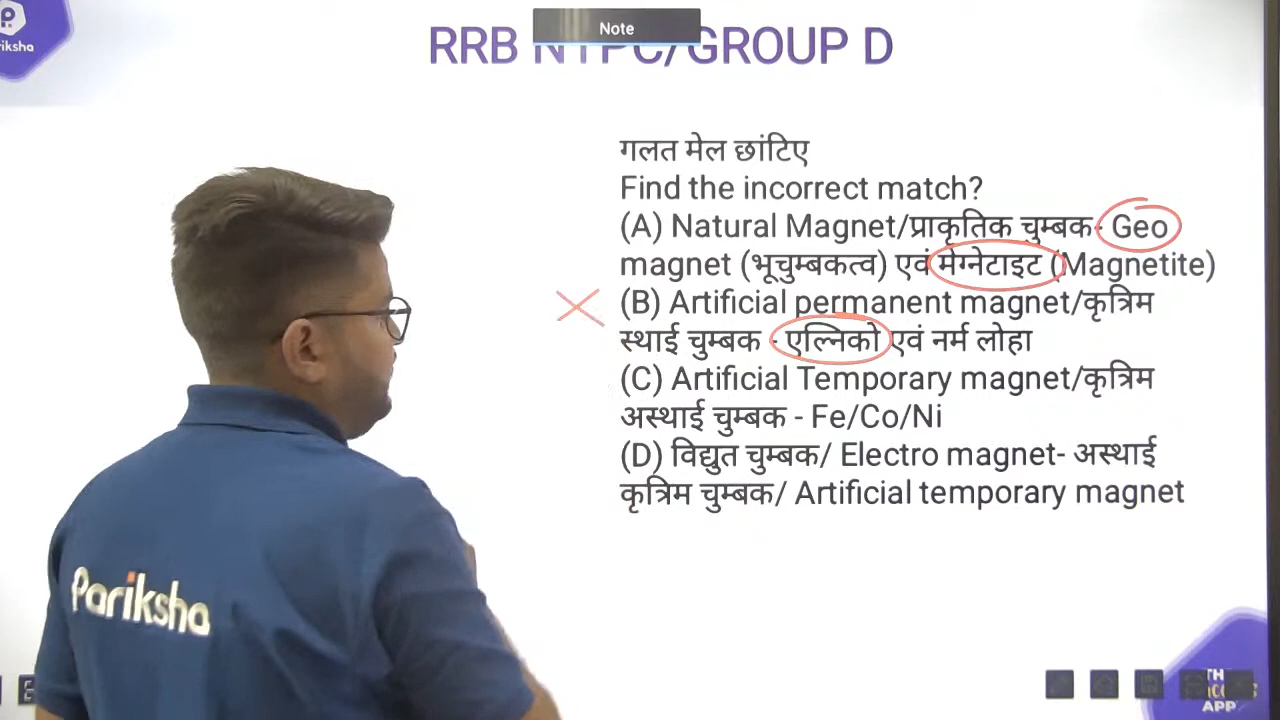 Note
RRB NTPC/GROUP D
riksha
गलत मेल छांटिए
Find the incorrect match?
(A) Natural Magnet/प्राकृतिक चुम्बक- Geo
magnet (भूचुम्बकत्व) एवं मेग्नेटाइट (Magnetite)
(B) Artificial permanent magnet/कृत्रिम
स्थाई चुम्बक - एल्निको एवं नर्म लोहा
(C) Artificial Temporary magnet/कृत्रिम
अस्थाई चुम्बक - Fe/Co/Ni
(D) विद्युत चुम्बक/ Electro magnet- अस्थाई
कृत्रिम चुम्बक/ Artificial temporary magnet
Pariksha
APP